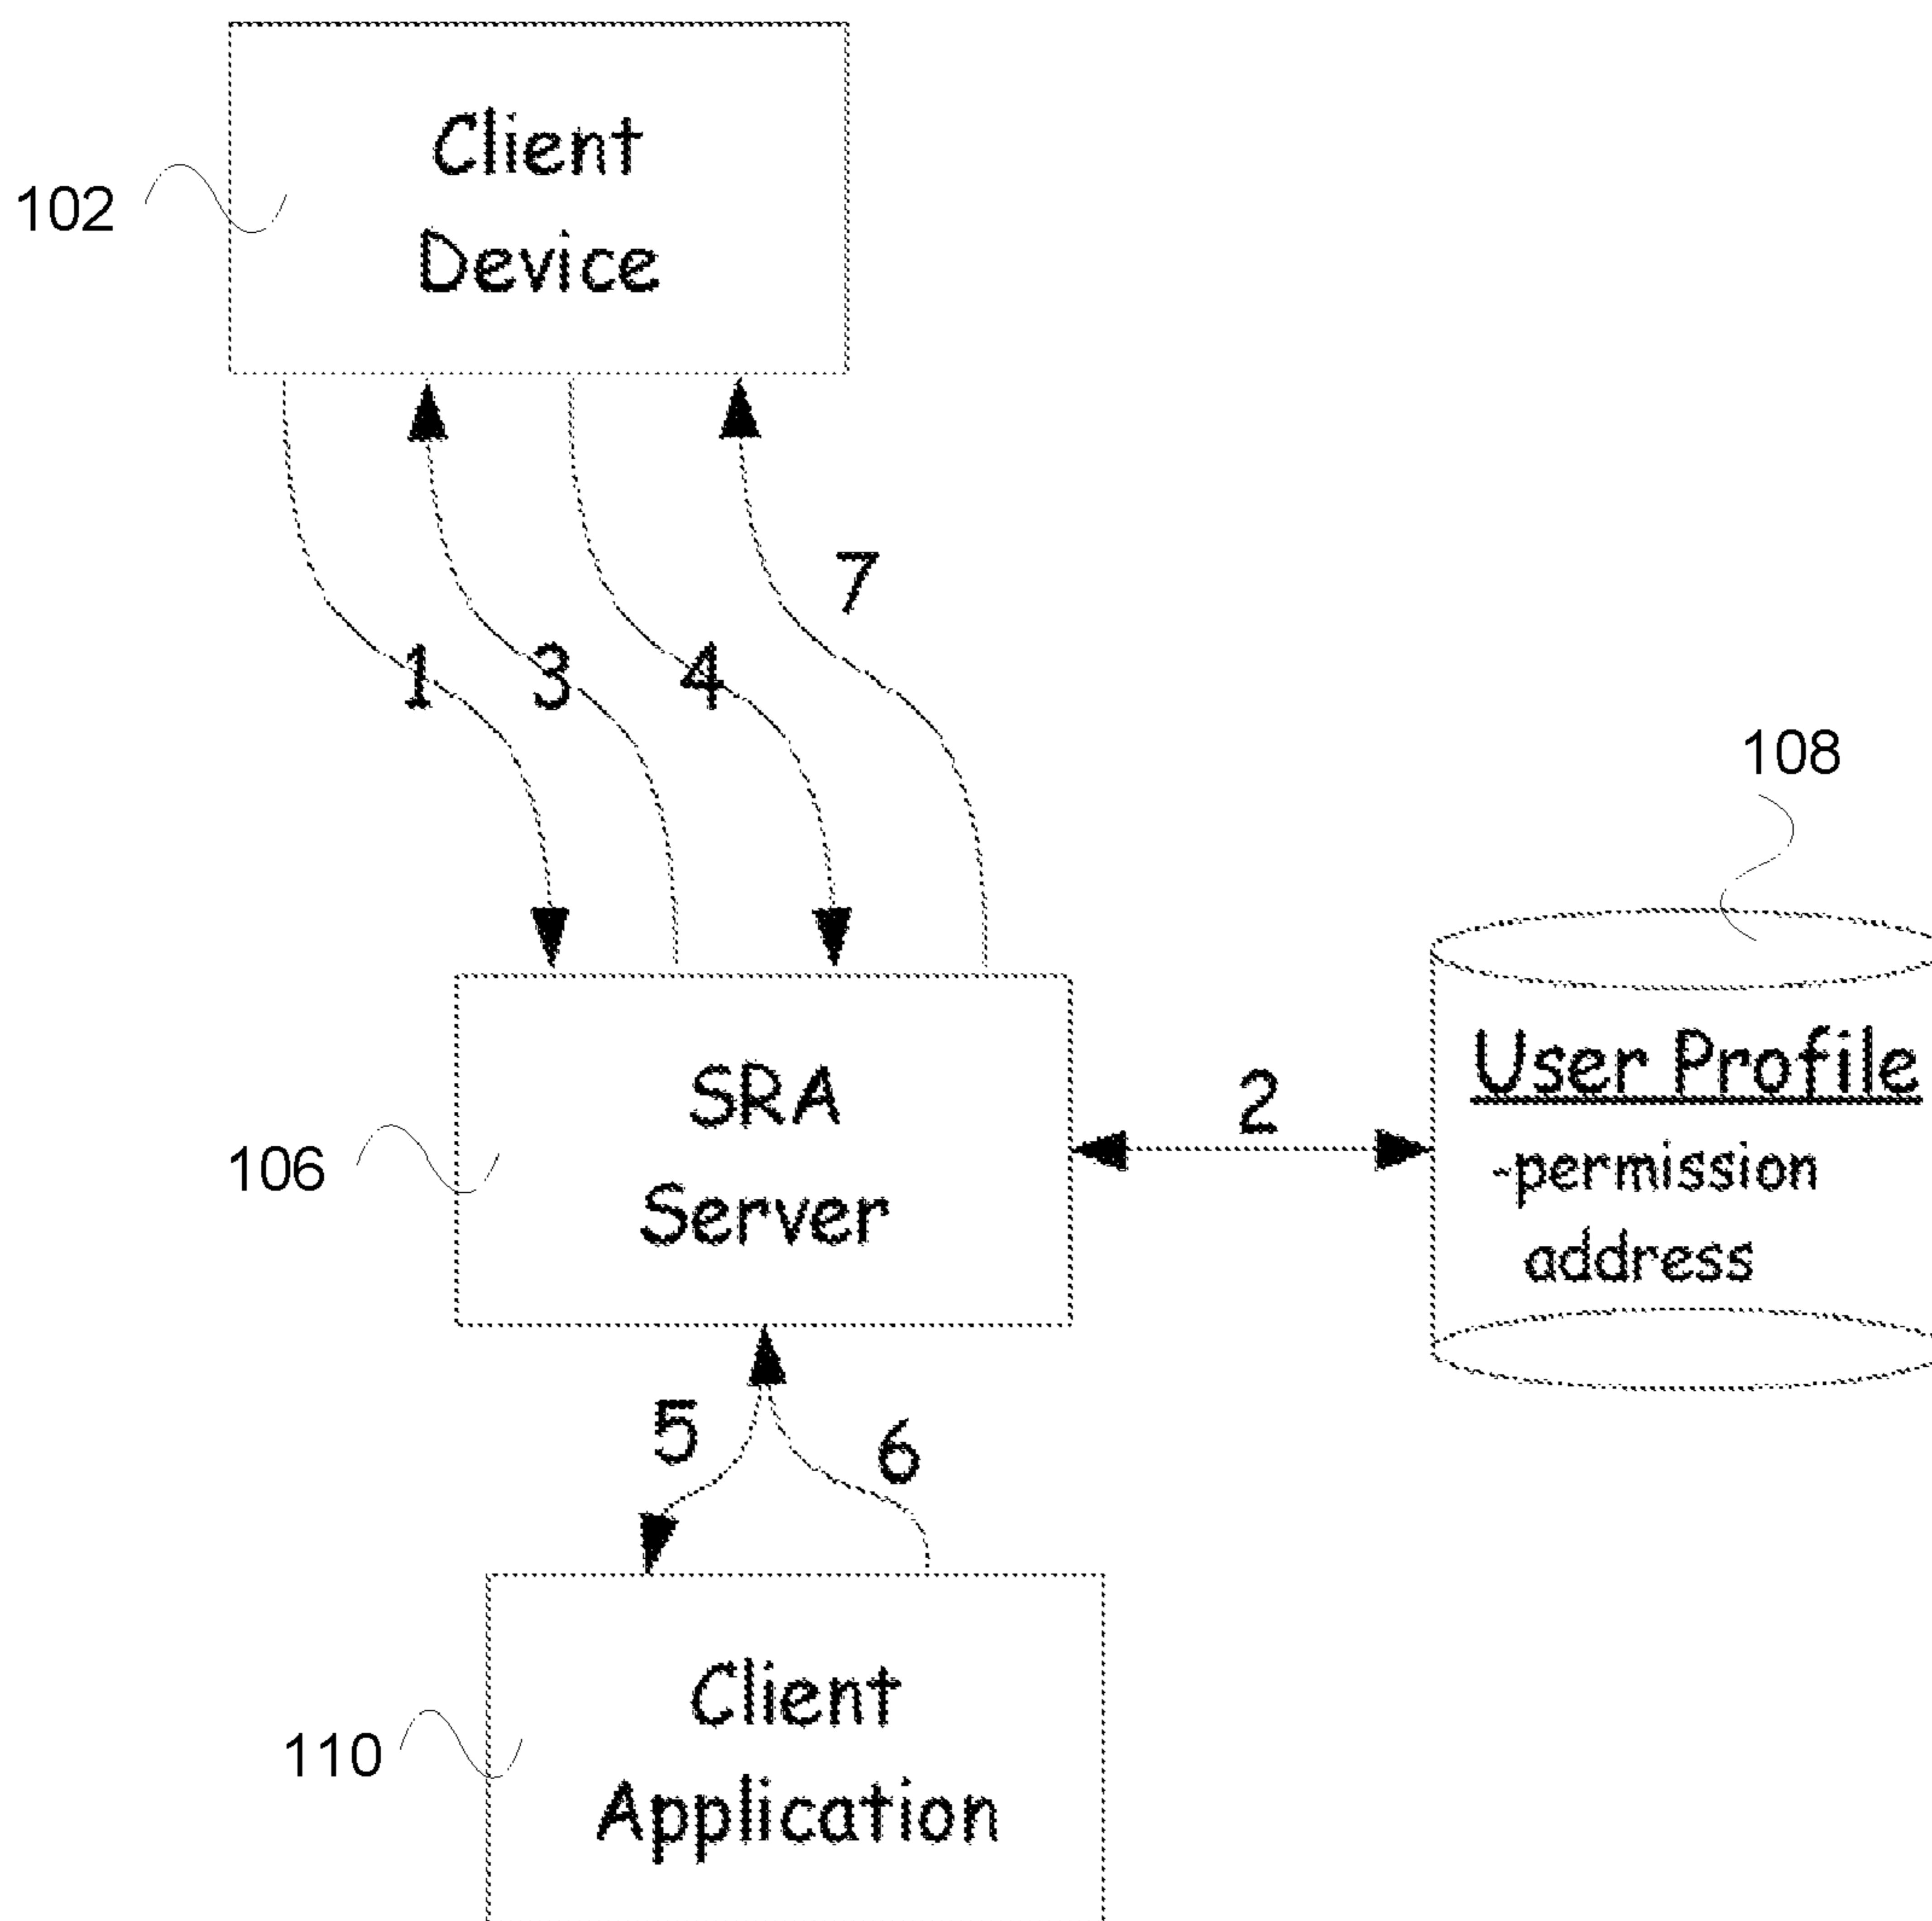 Client
Device
102
7
1
3
4
108
SRA
Server
106
2
User Profile
-permission
address
5
6
Client
Application
110